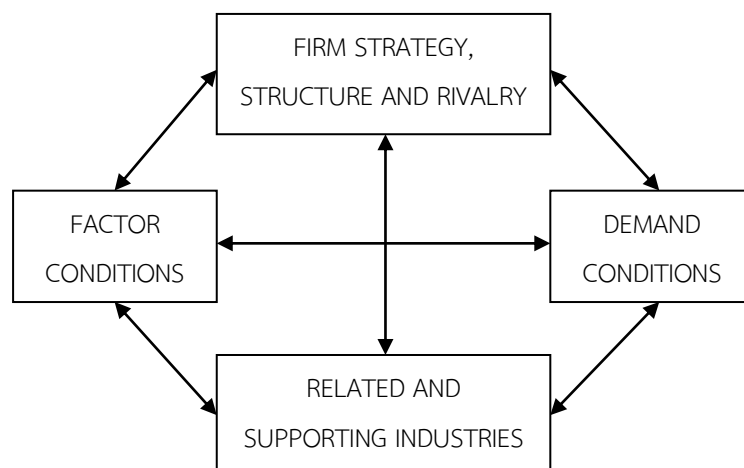 FIRM STRATEGY,
STRUCTURE AND RIVALRY
FACTOR
CONDITIONS
DEMAND
CONDITIONS
RELATED AND
SUPPORTING INDUSTRIES